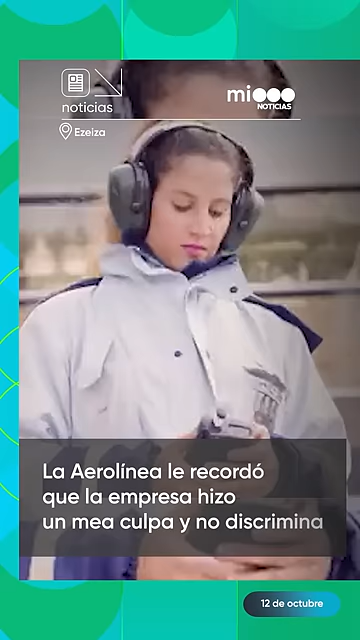 noticias
mi
NOTICIAS
Ezeiza
La Aerolínea le recordó
que la empresa hizo
un mea culpa y no discrimina
12 de octubre